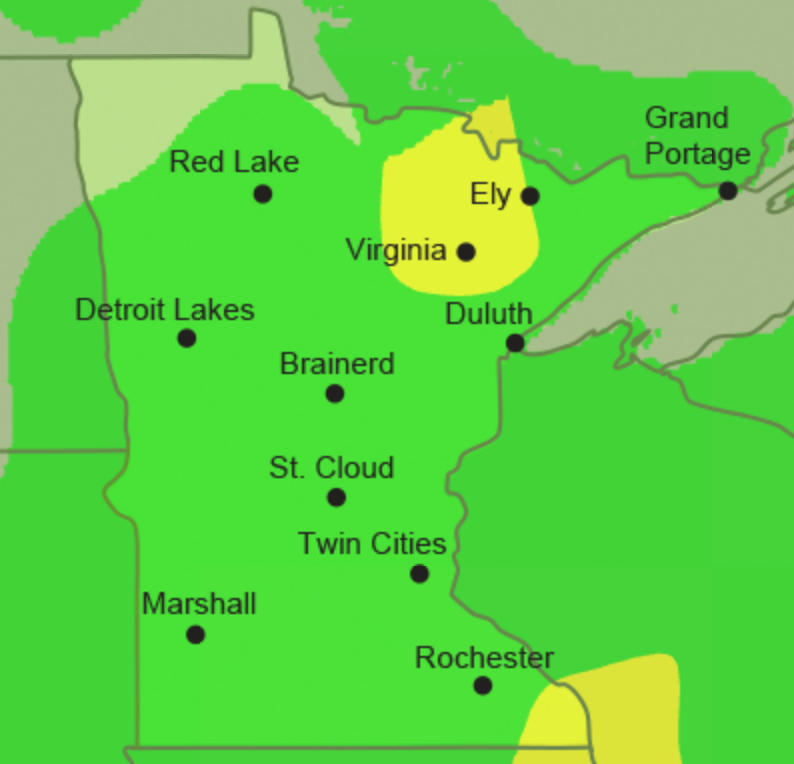 Grand
Portage
Red Lake
Ely
Virginia
Detroit Lakes
Duluth
Brainerd
St. Cloud
Twin Cities
Marshall
Rochester